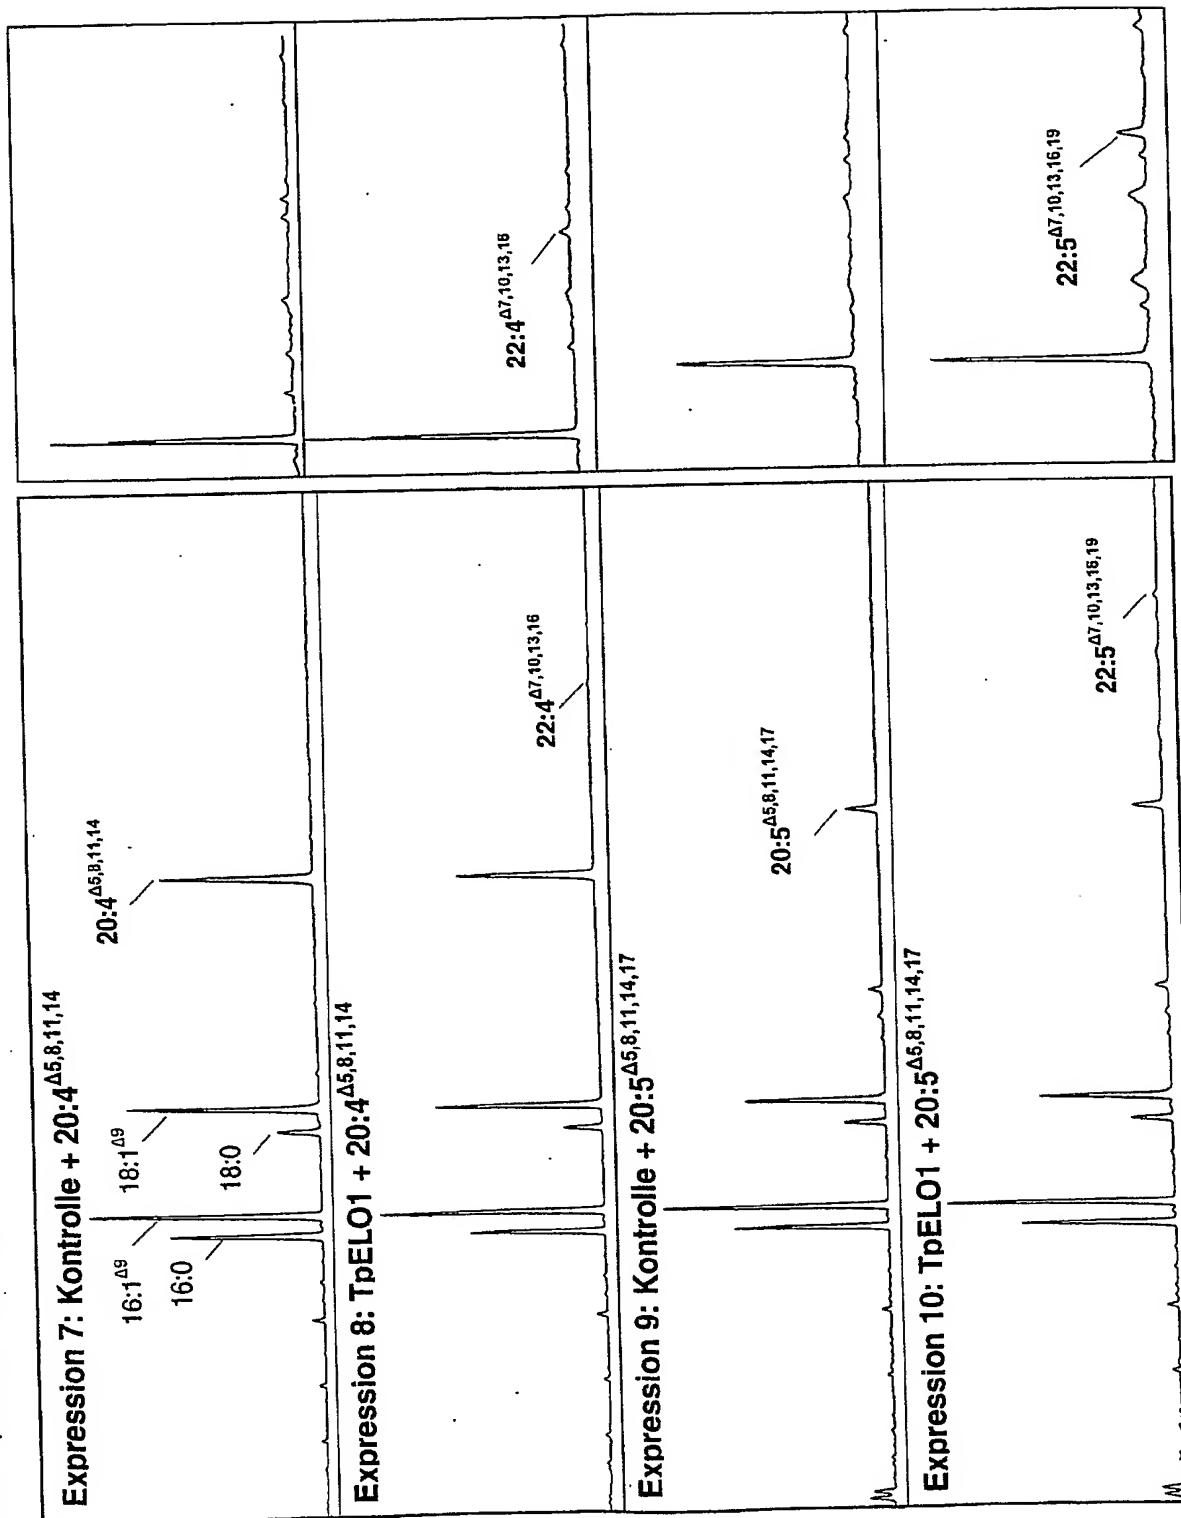 Expression 7: Kontrolle + 20:4Δ5,8,11,14
16:1Δ9
16:0
18:1Δ9
18:0
20:4Δ5,8,11,14
Expression 8: TpELO1 + 20:4Δ5,8,11,14
22:4Δ7,10,13,16
22:4Δ7,10,13,16
Expression 9: Kontrolle + 20:5Δ5,8,11,14,17
20:5Δ5,8,11,14,17
Expression 10: TpELO1 + 20:5Δ5,8,11,14,17
22:5Δ7,10,13,16,19
22:5Δ7,10,13,16,19